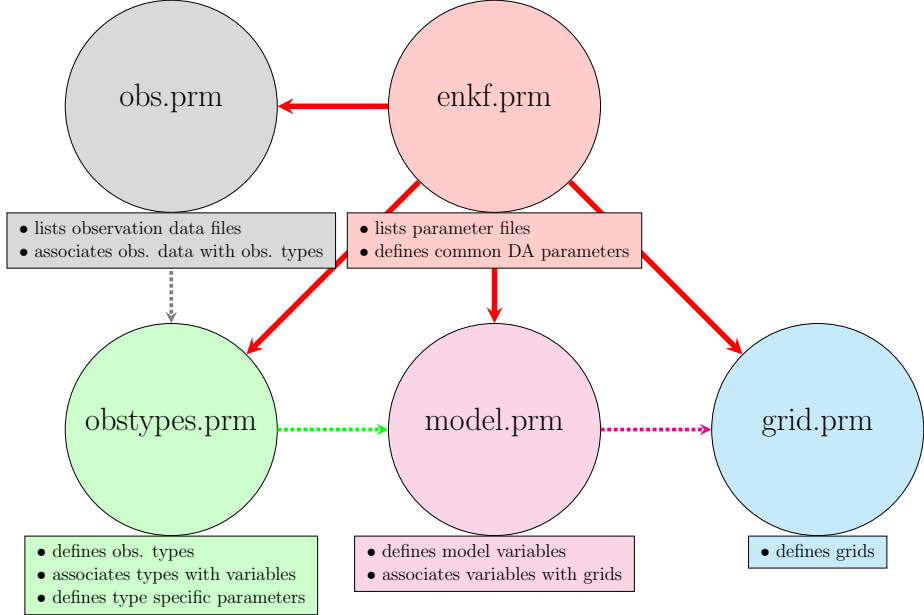 obs.prm
enkf.prm
• lists observation data files
• associates obs. data with obs. types
• lists parameter files
• defines common DA parameters
obstypes.prm
model.prm
grid.prm
• defines obs. types
• associates types with variables
• defines type specific parameters
• defines model variables
• associates variables with grids
• defines grids